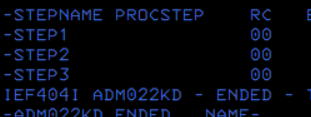 -STEPNAME PROCSTEP RC
-STEP1 00
-STEP2 00
-STEP3 00
IEF404I ADM022KD - ENDED -
-ADM022KD ENDED. NAME-